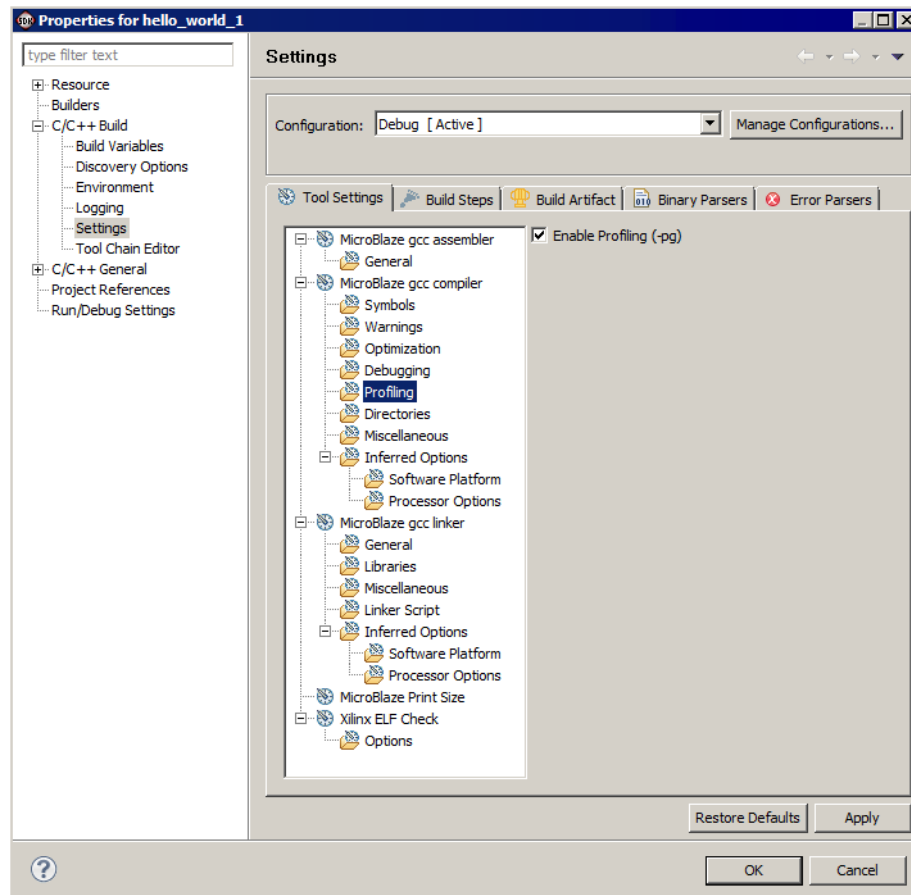 SDK Properties for hello_world_1
type filter text
Resource
Builders
C/C++ Build
Build Variables
Discovery Options
Environment
Logging
Settings
Tool Chain Editor
C/C++ General
Project References
Run/Debug Settings
Settings
Configuration: Debug [ Active ] Manage Configurations...
Tool Settings Build Steps Build Artifact 010 Binary Parsers Error Parsers
MicroBlaze gcc assembler
General
MicroBlaze gcc compiler
Symbols
Warnings
Optimization
Debugging
Profiling
Directories
Miscellaneous
Inferred Options
Software Platform
Processor Options
MicroBlaze gcc linker
General
Libraries
Miscellaneous
Linker Script
Inferred Options
Software Platform
Processor Options
MicroBlaze Print Size
Xilinx ELF Check
Options
Enable Profiling (-pg)
Restore Defaults Apply
? OK Cancel